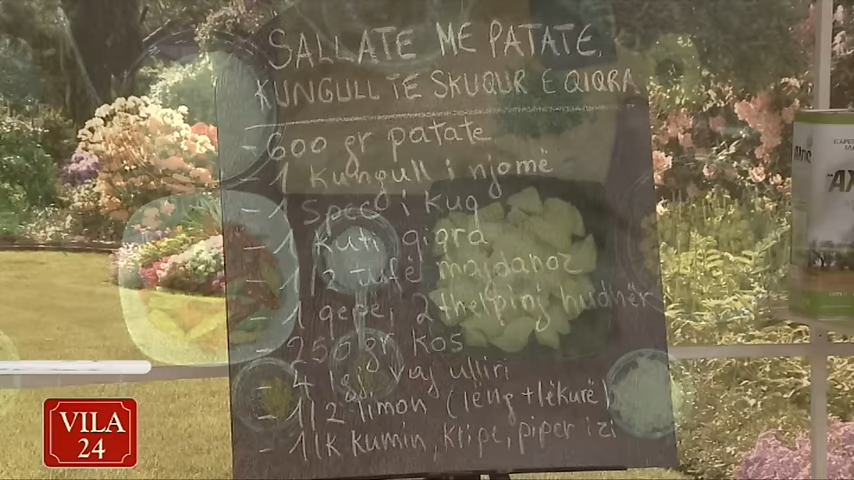 SALLATE ME PATATE,
KUNGULL TË SKUQUR E QIQRA
- 600 gr patate
- 1 kungull i njomë
- 1 spec i kuq
- 1 kuti qiqra
- 1/2 tufë majdanoz
- 1 qepë, 2 thelpinj hudhër
- 250 gr kos
- 4 lgj vaj ulliri
- 1/2 limon (lëng + lëkurë)
- 1 lk kumin, kripe, piper izi
VILA
24